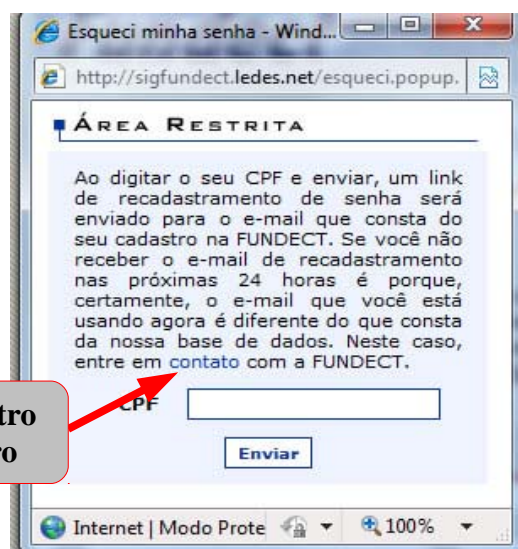 Esqueci minha senha - Wind...
http://sigfundect.ledes.net/esqueci.popup.
ÁREA RESTRITA
Ao digitar o seu CPF e enviar, um link
de recadastramento de senha será
enviado para o e-mail que consta do
seu cadastro na FUNDECT. Se você não
receber o e-mail de recadastramento
nas próximas 24 horas é porque,
certamente, o e-mail que você está
usando agora é diferente do que consta
da nossa base de dados. Neste caso,
entre em contato com a FUNDECT.
CPF
Enviar
Internet | Modo Prote
100%